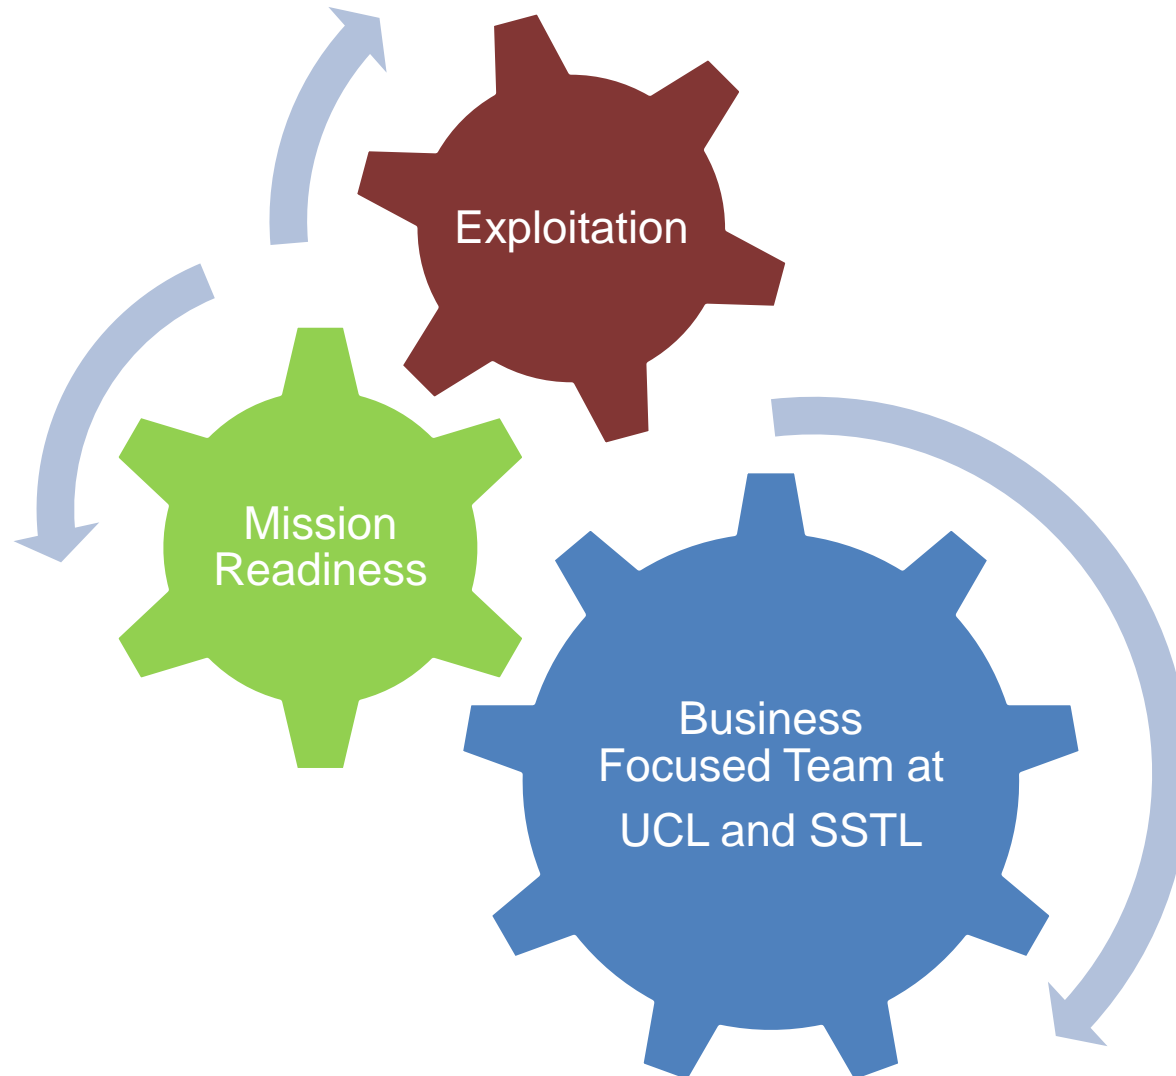 Exploitation
Mission
Readiness
Business
Focused Team at
UCL and SSTL